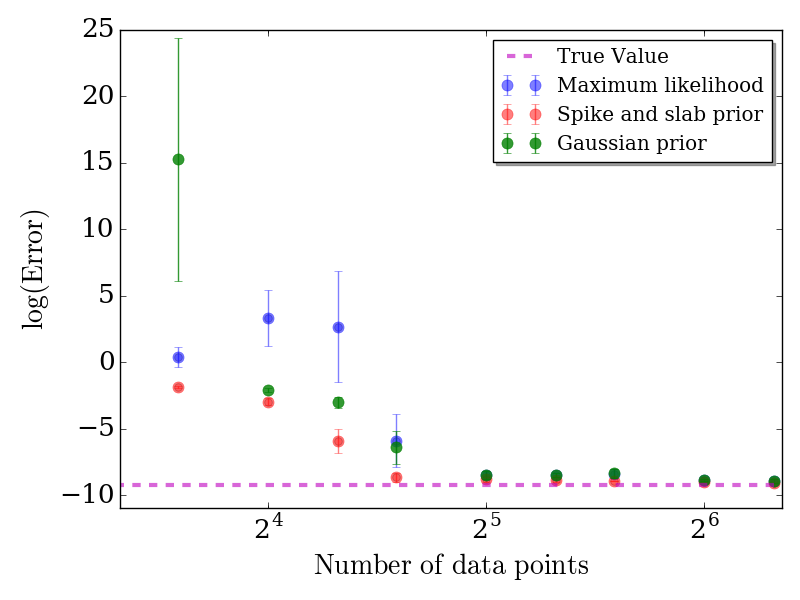 25
20
15
10
5
0
−5
−10
log(Error)
2^4
2^5
2^6
Number of data points
True Value
Maximum likelihood
Spike and slab prior
Gaussian prior